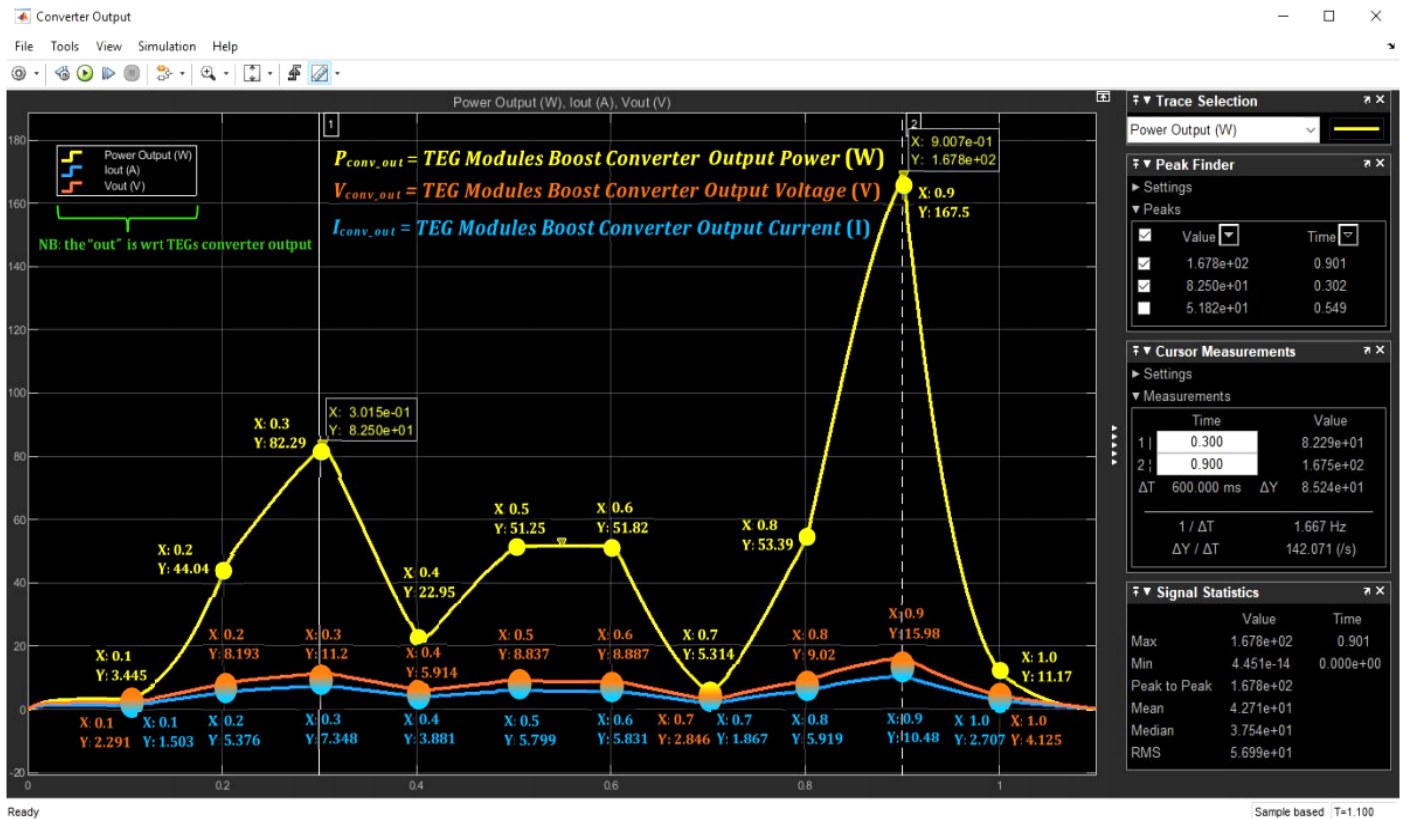 Converter Output
File Tools View Simulation Help
Power Output (W), Iout (A), Vout (V)
180
160
140
120
100
80
60
40
20
0
-20
0 0.2 0.4 0.6 0.8 1
Power Output (W)
Iout (A)
Vout (V)
NB: the "out" is wrt TEGs converter output
P_conv_out = TEG Modules Boost Converter Output Power (W)
V_conv_out = TEG Modules Boost Converter Output Voltage (V)
I_conv_out = TEG Modules Boost Converter Output Current (I)
1
2
X: 9.007e-01
Y: 1.678e+02
X: 0.9
Y: 167.5
X: 3.015e-01
Y: 8.250e+01
X: 0.3
Y: 82.29
X: 0.2
Y: 44.04
X: 0.1
Y: 3.445
X: 0.4
Y: 22.95
X: 0.5
Y: 51.25
X: 0.6
Y: 51.82
X: 0.7
Y: 5.314
X: 0.8
Y: 53.39
X: 1.0
Y: 11.17
X: 0.2
Y: 8.193
X: 0.3
Y: 11.2
X: 0.4
Y: 5.914
X: 0.5
Y: 8.837
X: 0.6
Y: 8.887
X: 0.8
Y: 9.02
X: 0.9
Y: 15.98
X: 0.1
Y: 2.291
X: 0.1
Y: 1.503
X: 0.2
Y: 5.376
X: 0.3
Y: 7.348
X: 0.4
Y: 3.881
X: 0.5
Y: 5.799
X: 0.6
Y: 5.831
X: 0.7
Y: 2.846
X: 0.7
Y: 1.867
X: 0.8
Y: 5.919
X: 0.9
Y: 10.48
X 1.0
Y: 2.707
X: 1.0
Y: 4.125
Trace Selection
Power Output (W)
Peak Finder
Settings
Peaks
Value Time
1.678e+02 0.901
8.250e+01 0.302
5.182e+01 0.549
Cursor Measurements
Settings
Measurements
Time Value
1 | 0.300 8.229e+01
2 ¦ 0.900 1.675e+02
ΔT 600.000 ms ΔY 8.524e+01
1 / ΔT 1.667 Hz
ΔY / ΔT 142.071 (/s)
Signal Statistics
Value Time
Max 1.678e+02 0.901
Min 4.451e-14 0.000e+00
Peak to Peak 1.678e+02
Mean 4.271e+01
Median 3.754e+01
RMS 5.699e+01
Ready
Sample based T=1.100